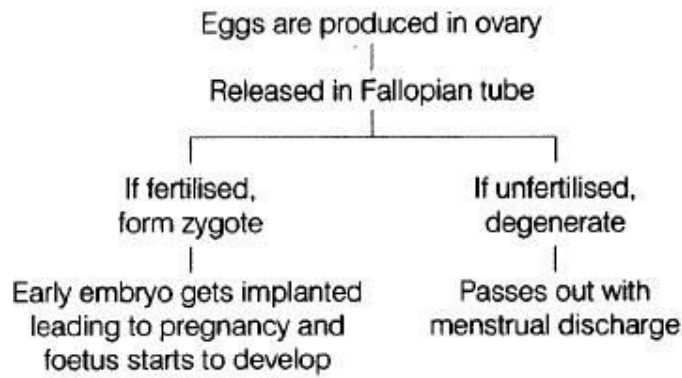 Eggs are produced in ovary
Released in Fallopian tube
If fertilised,
form zygote
If unfertilised,
degenerate
Early embryo gets implanted
leading to pregnancy and
foetus starts to develop
Passes out with
menstrual discharge